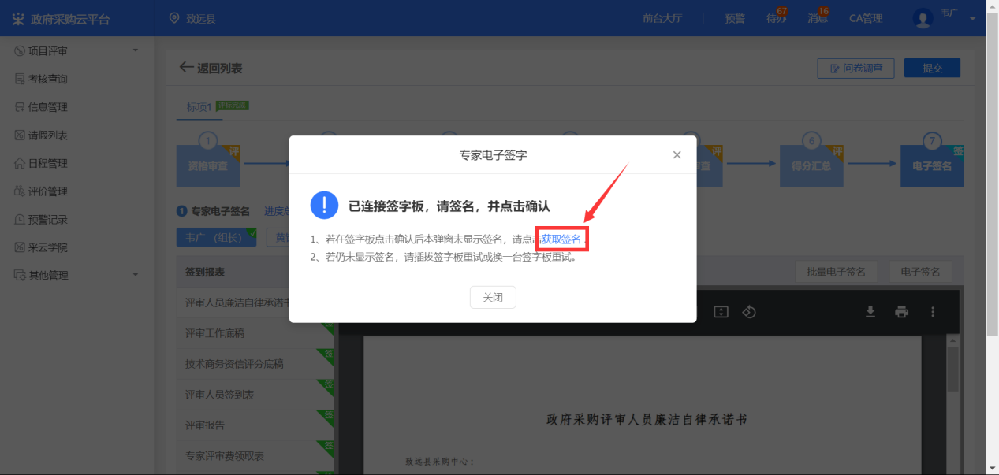 政府采购云平台
致远县
前台大厅
预警
待办
67
消息
16
CA管理
韦广
项目评审
考核查询
信息管理
请假列表
日程管理
评价管理
预警记录
采云学院
其他管理
返回列表
问卷调查
提交
标项1
评标完成
1
评
资格审查
评
审查
6
评
得分汇总
7
签
电子签名
1 专家电子签名
进度总
韦广 (组长)
签到报表
批量电子签名
电子签名
评审人员廉洁自律承诺书
评审工作底稿
签
技术商务资信评分底稿
签
评审人员签到表
签
评审报告
签
专家评审费领取表
签
专家电子签字
已连接签字板，请签名，并点击确认
1、若在签字板点击确认后本弹窗未显示签名，请点击获取签名。
2、若仍未显示签名，请插拔签字板重试或换一台签字板重试。
关闭
政府采购评审人员廉洁自律承诺书
致远县采购中心：